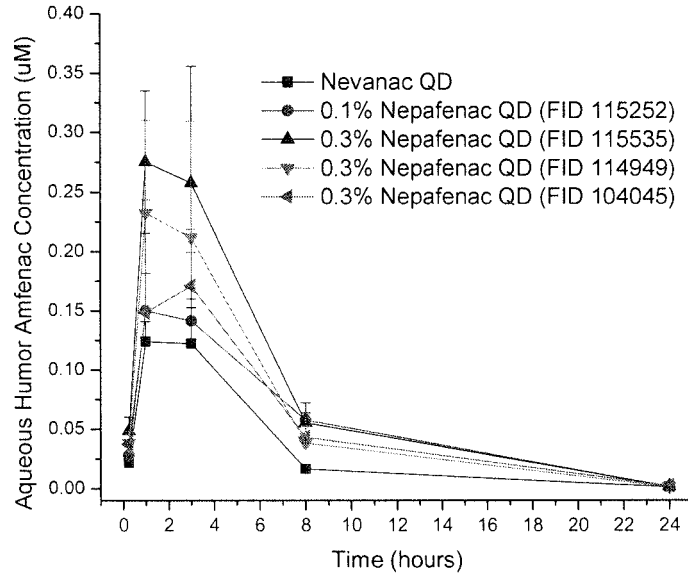 0.40
0.35
0.30
0.25
0.20
0.15
0.10
0.05
0.00
Aqueous Humor Amfenac Concentration (uM)
Nevanac QD
0.1% Nepafenac QD (FID 115252)
0.3% Nepafenac QD (FID 115535)
0.3% Nepafenac QD (FID 114949)
0.3% Nepafenac QD (FID 104045)
0 2 4 6 8 10 12 14 16 18 20 22 24
Time (hours)